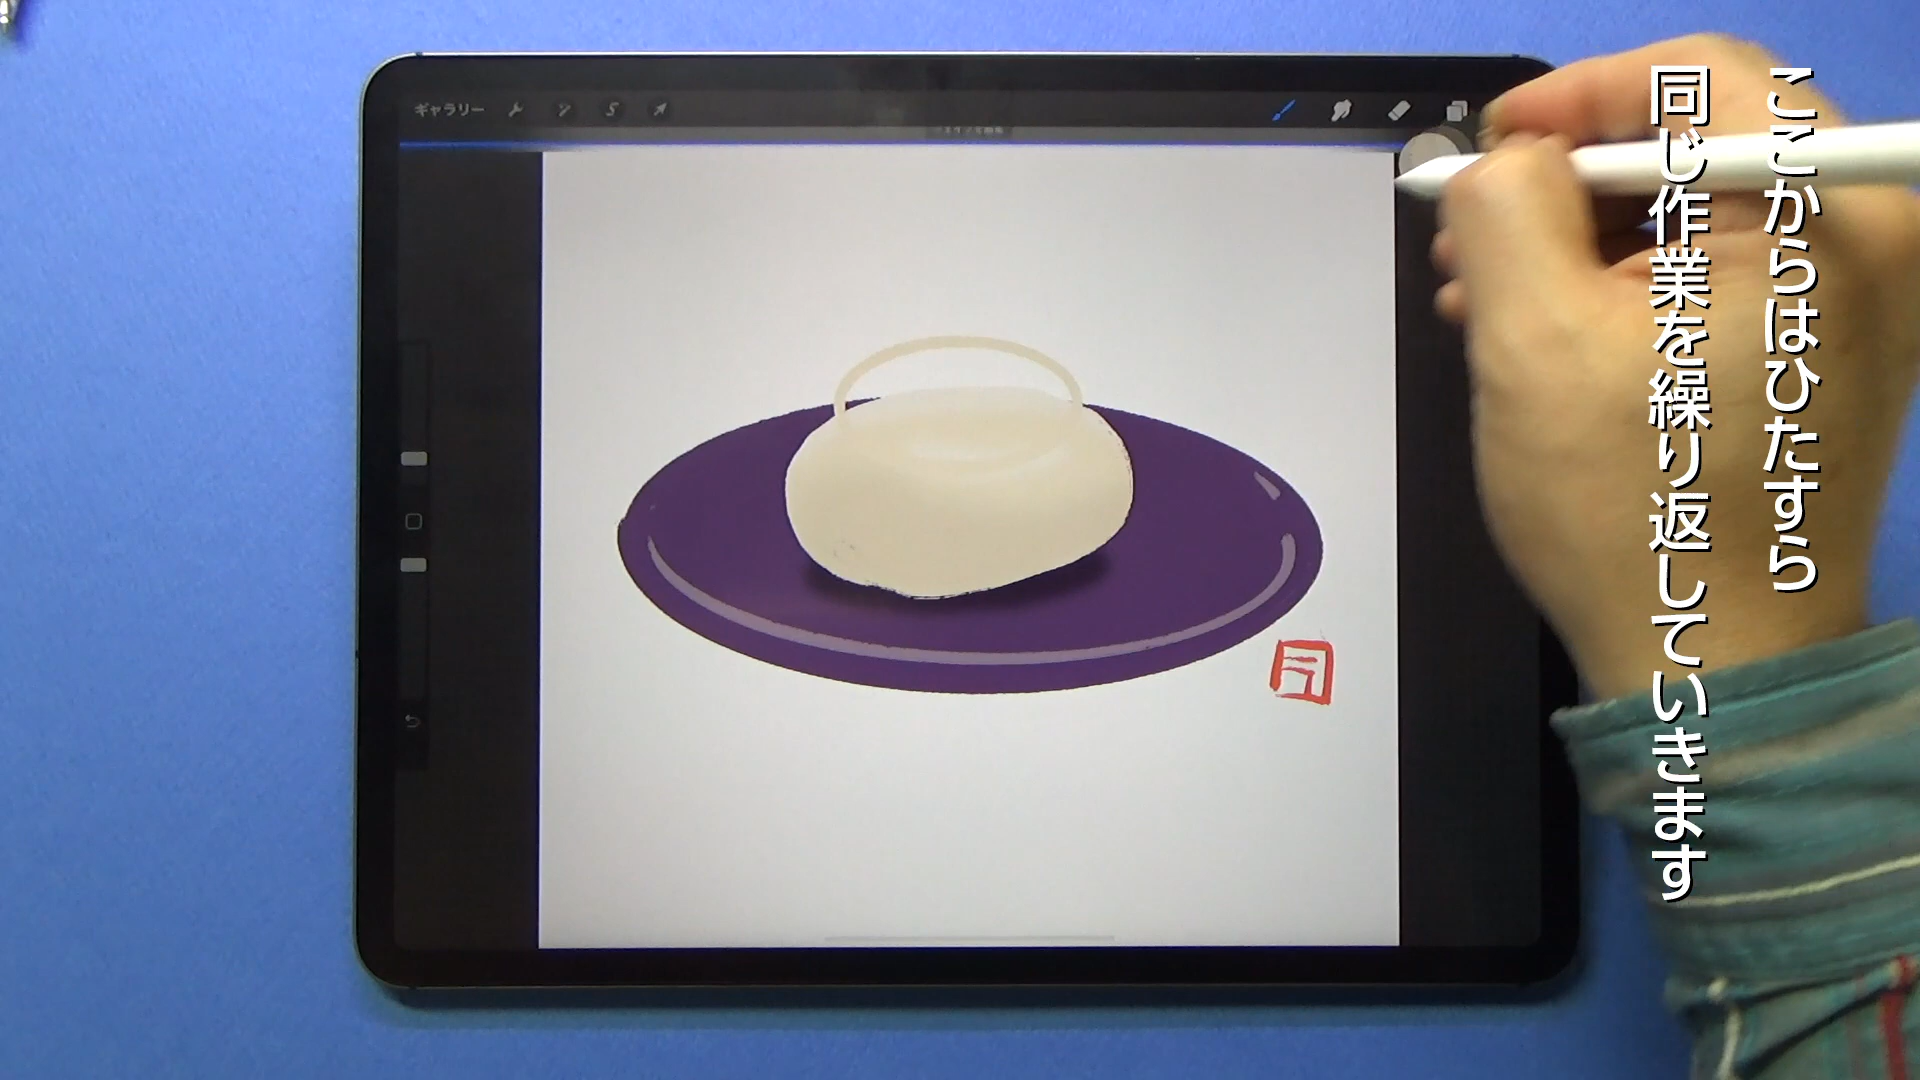 ここからはひたすら
同じ作業を繰り返していきます
ギャラリー